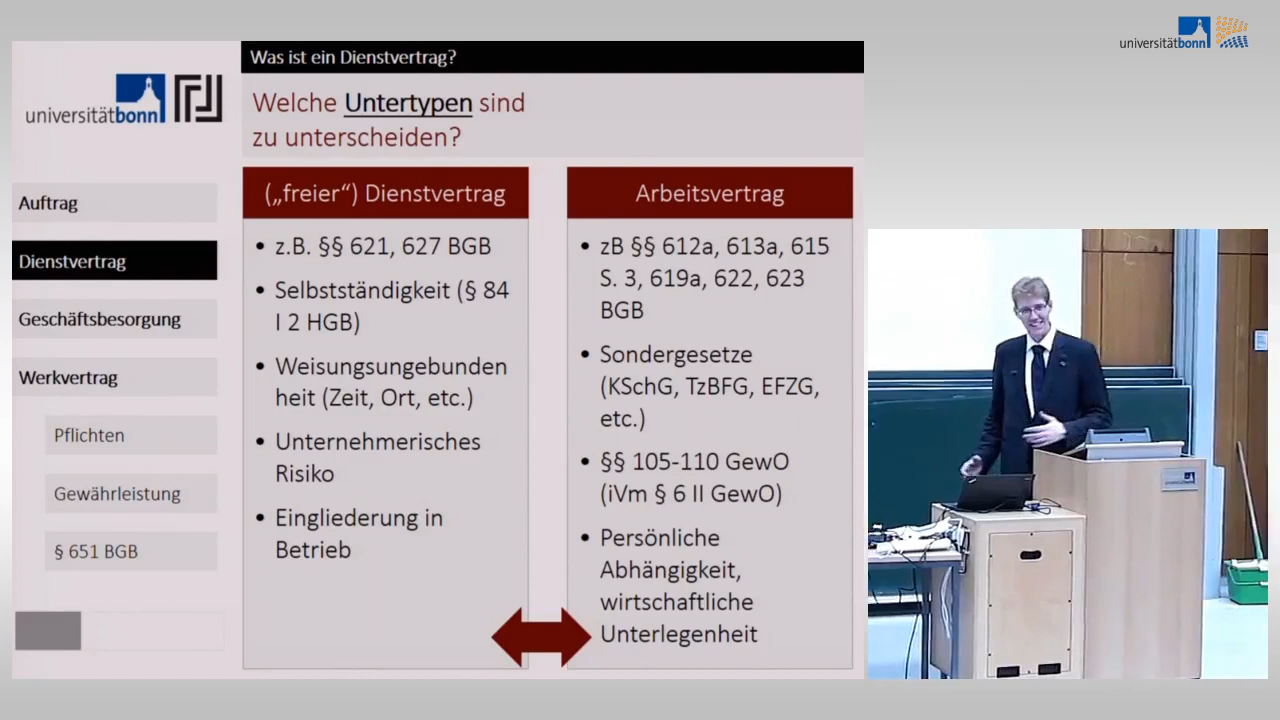 universitätbonn
Was ist ein Dienstvertrag?
universitätbonn
Welche Untertypen sind
zu unterscheiden?
Auftrag
Dienstvertrag
Geschäftsbesorgung
Werkvertrag
Pflichten
Gewährleistung
§ 651 BGB
(„freier“) Dienstvertrag
• z.B. §§ 621, 627 BGB
• Selbstständigkeit (§ 84
I 2 HGB)
• Weisungsungebunden
heit (Zeit, Ort, etc.)
• Unternehmerisches
Risiko
• Eingliederung in
Betrieb
Arbeitsvertrag
• zB §§ 612a, 613a, 615
S. 3, 619a, 622, 623
BGB
• Sondergesetze
(KSchG, TzBFG, EFZG,
etc.)
• §§ 105-110 GewO
(iVm § 6 II GewO)
• Persönliche
Abhängigkeit,
wirtschaftliche
Unterlegenheit